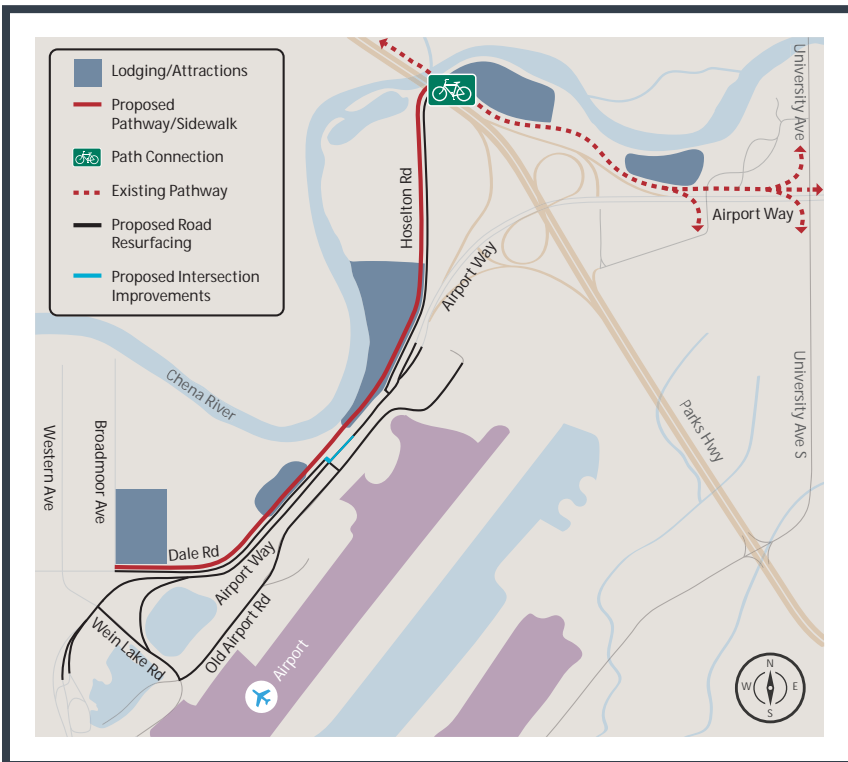 Lodging/Attractions
Proposed
Pathway/Sidewalk
Path Connection
Existing Pathway
Proposed Road
Resurfacing
Proposed Intersection
Improvements
University Ave
Hoselton Rd
Airport Way
Airport Way
Chena River
Parks Hwy
University Ave S
Western Ave
Broadmoor Ave
Dale Rd
Airport Way
Old Airport Rd
Wein Lake Rd
Airport
N
W
E
S